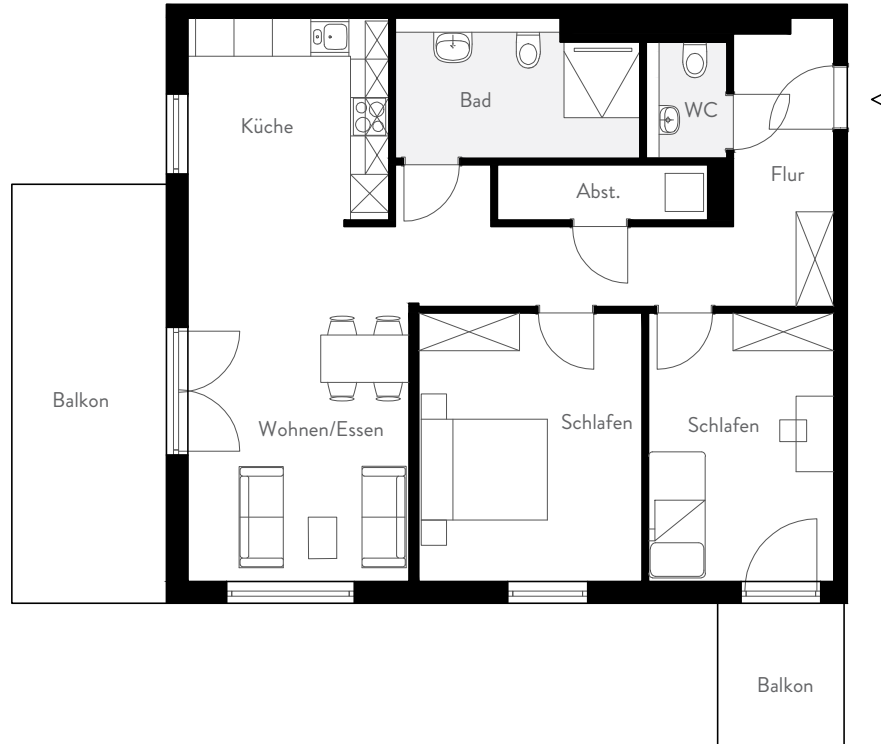 Küche
Bad
WC
Abst.
Flur
Balkon
Wohnen/Essen
Schlafen
Schlafen
Balkon